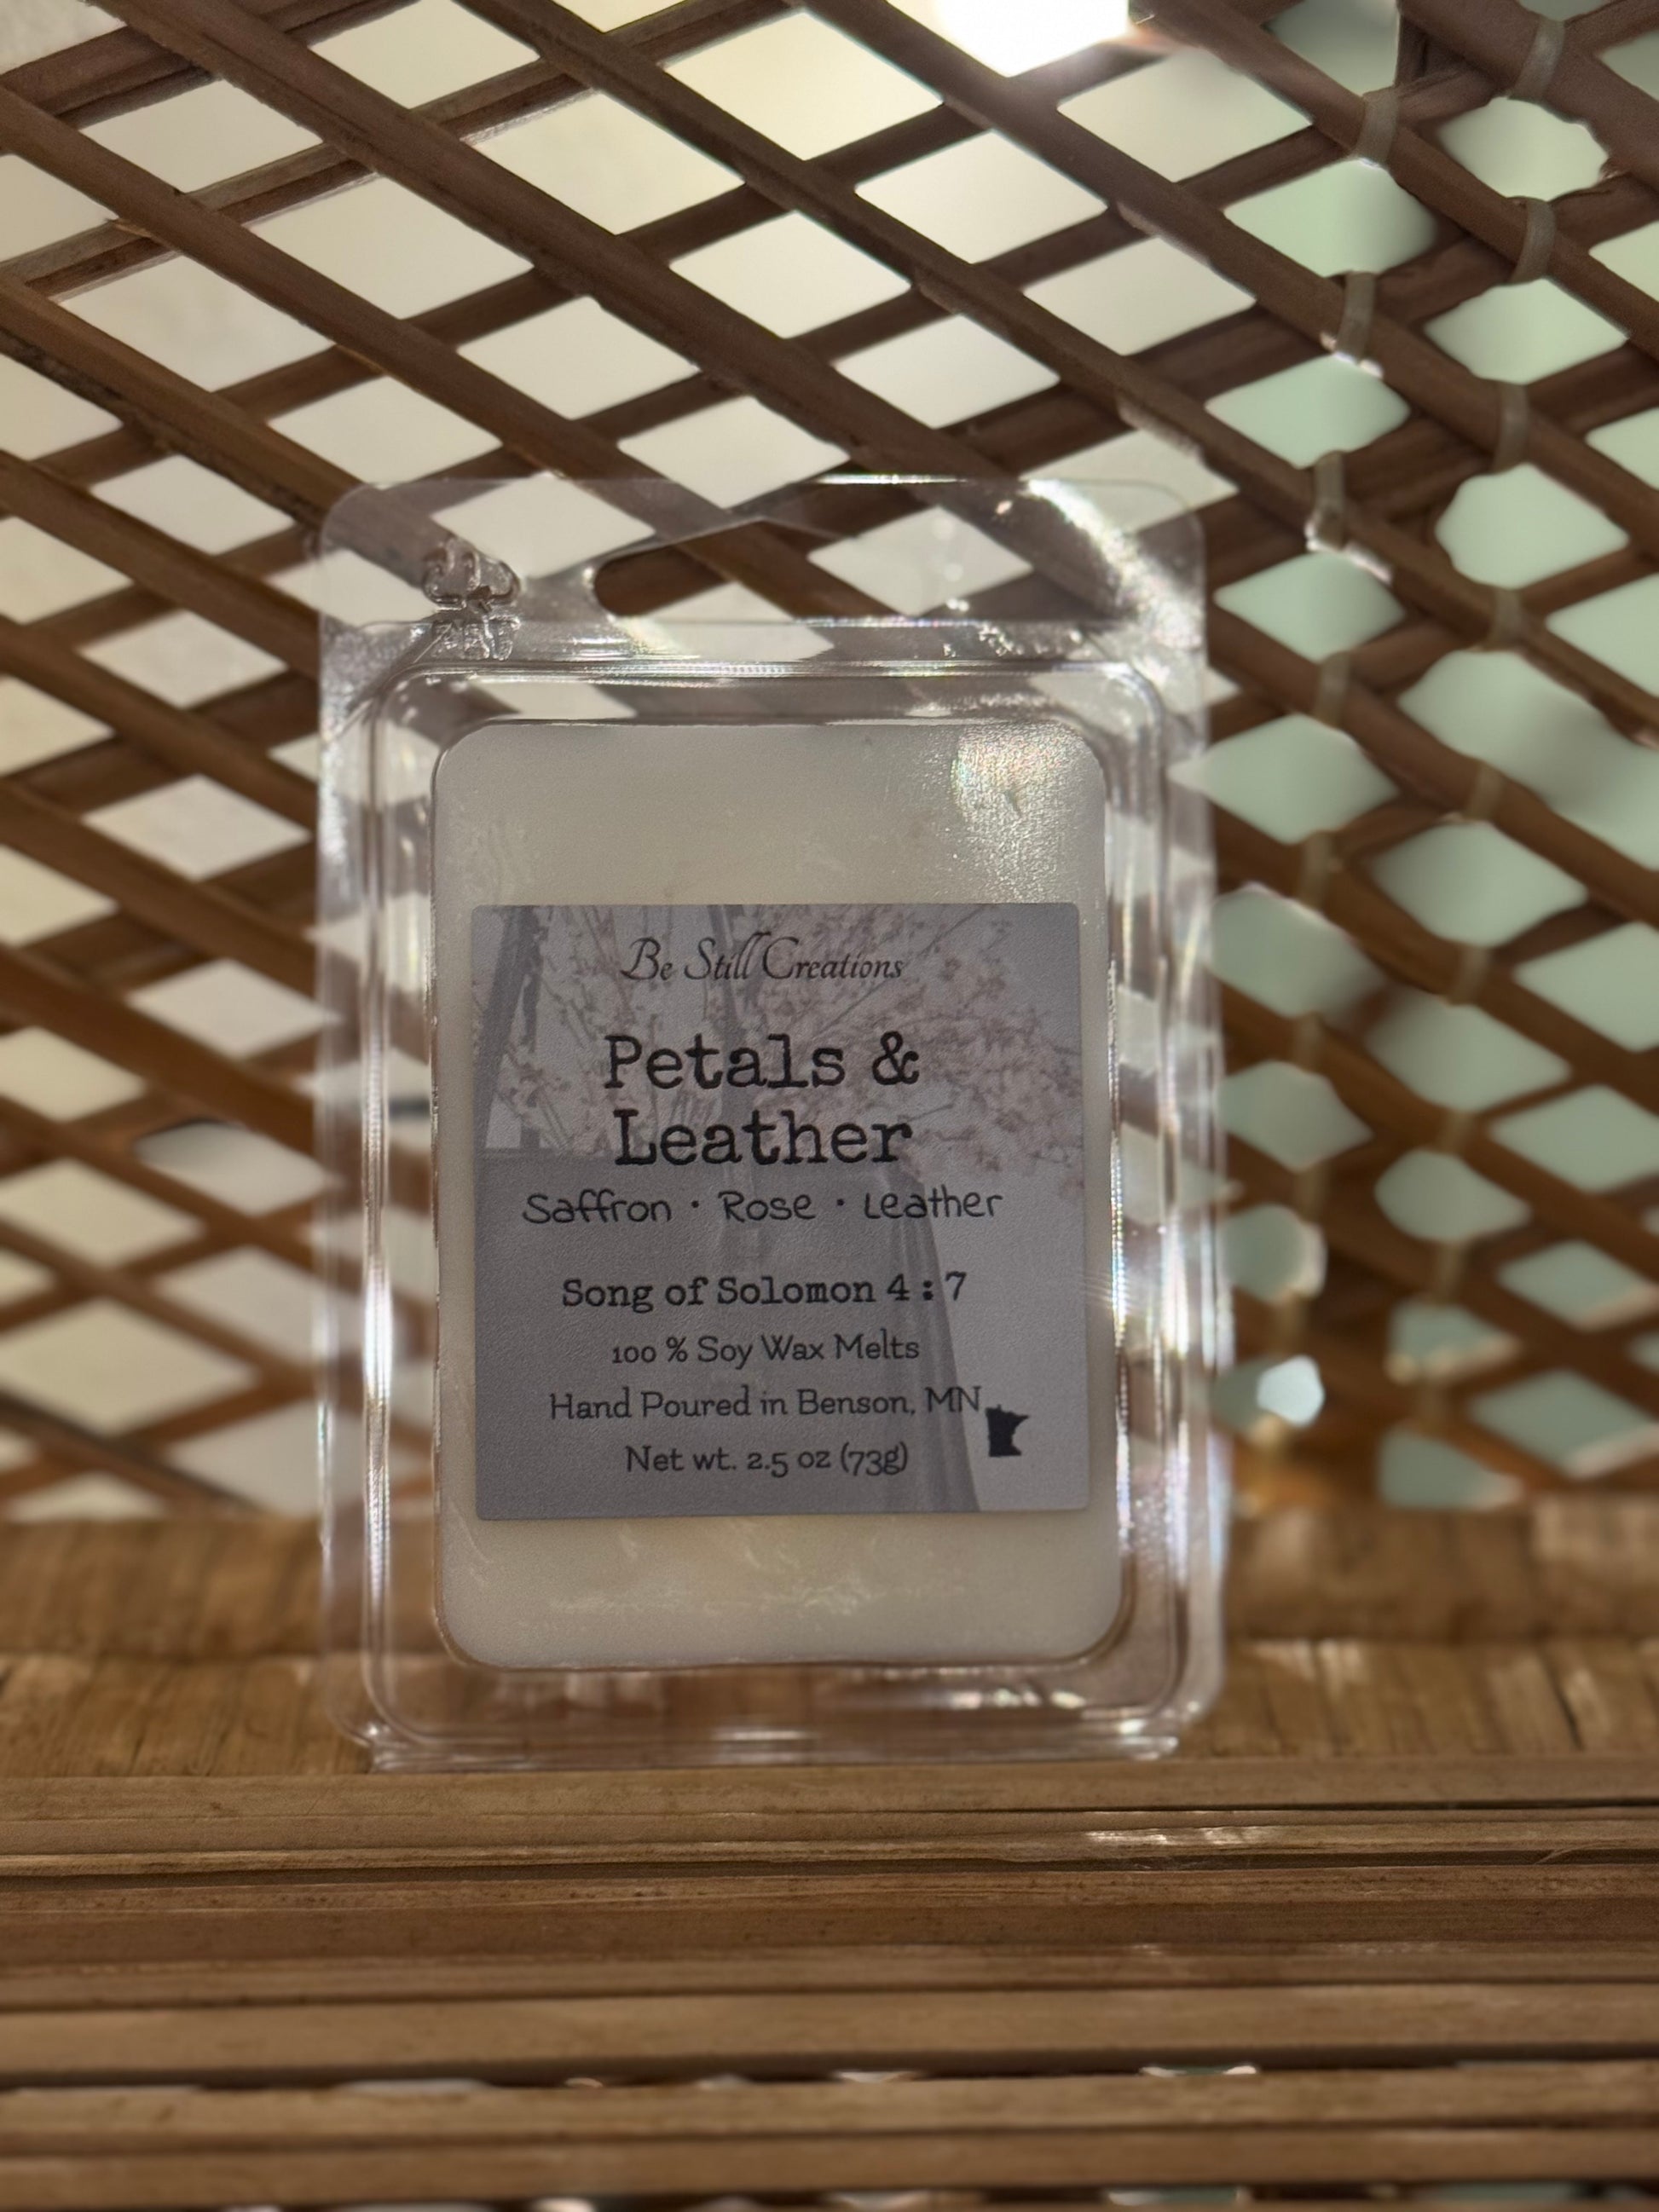 Be Still Creations
Petals &
Leather
Saffron · Rose · Leather
Song of Solomon 4:7
100 % Soy Wax Melts
Hand Poured in Benson, MN
Net wt. 2.5 oz (73g)